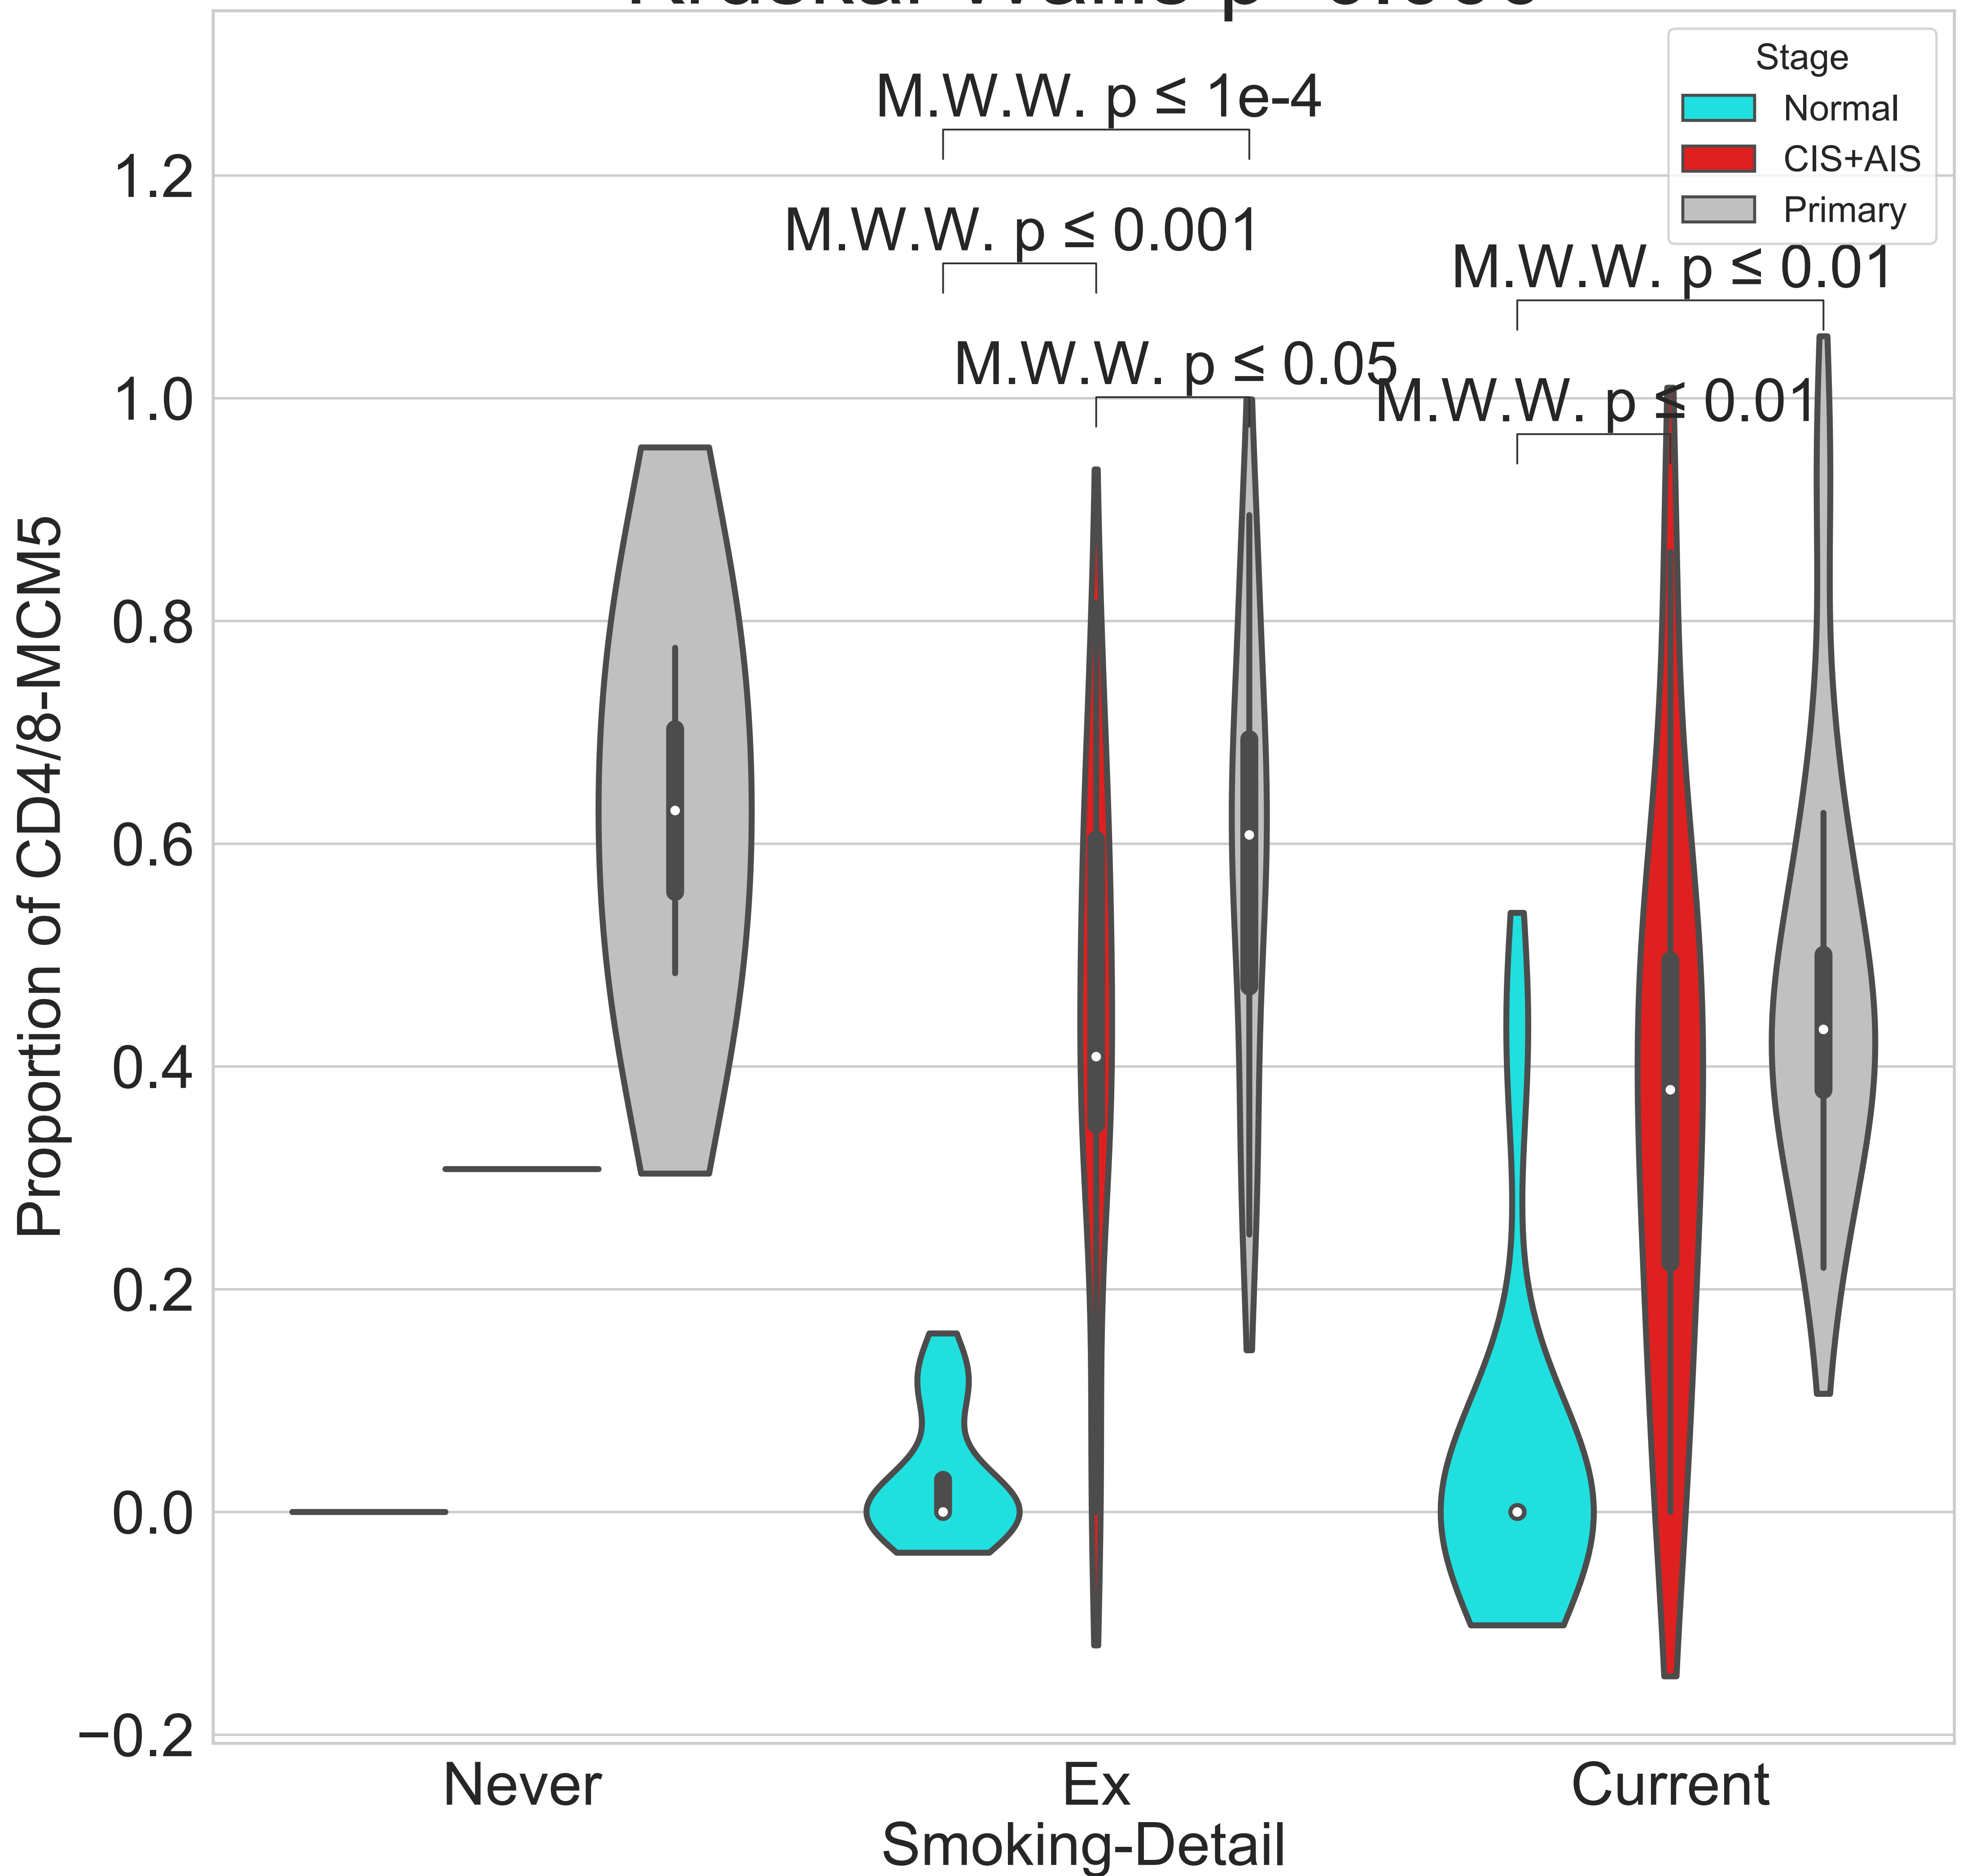 Stage
Normal
CIS+AIS
Primary
M.W.W. p ≤ 1e-4
M.W.W. p ≤ 0.001
M.W.W. p ≤ 0.01
M.W.W. p ≤ 0.05
M.W.W. p ≤ 0.01
Proportion of CD4/8-MCM5
1.2
1.0
0.8
0.6
0.4
0.2
0.0
−0.2
Never Ex Current
Smoking-Detail